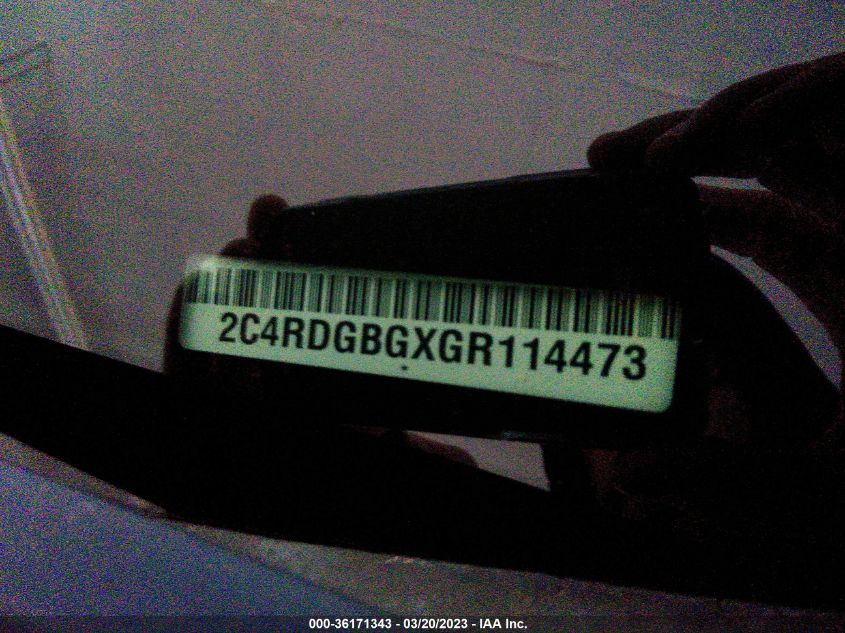 2C4RDGBGXGR114473
000-36171343 - 03/20/2023 - IAA Inc.